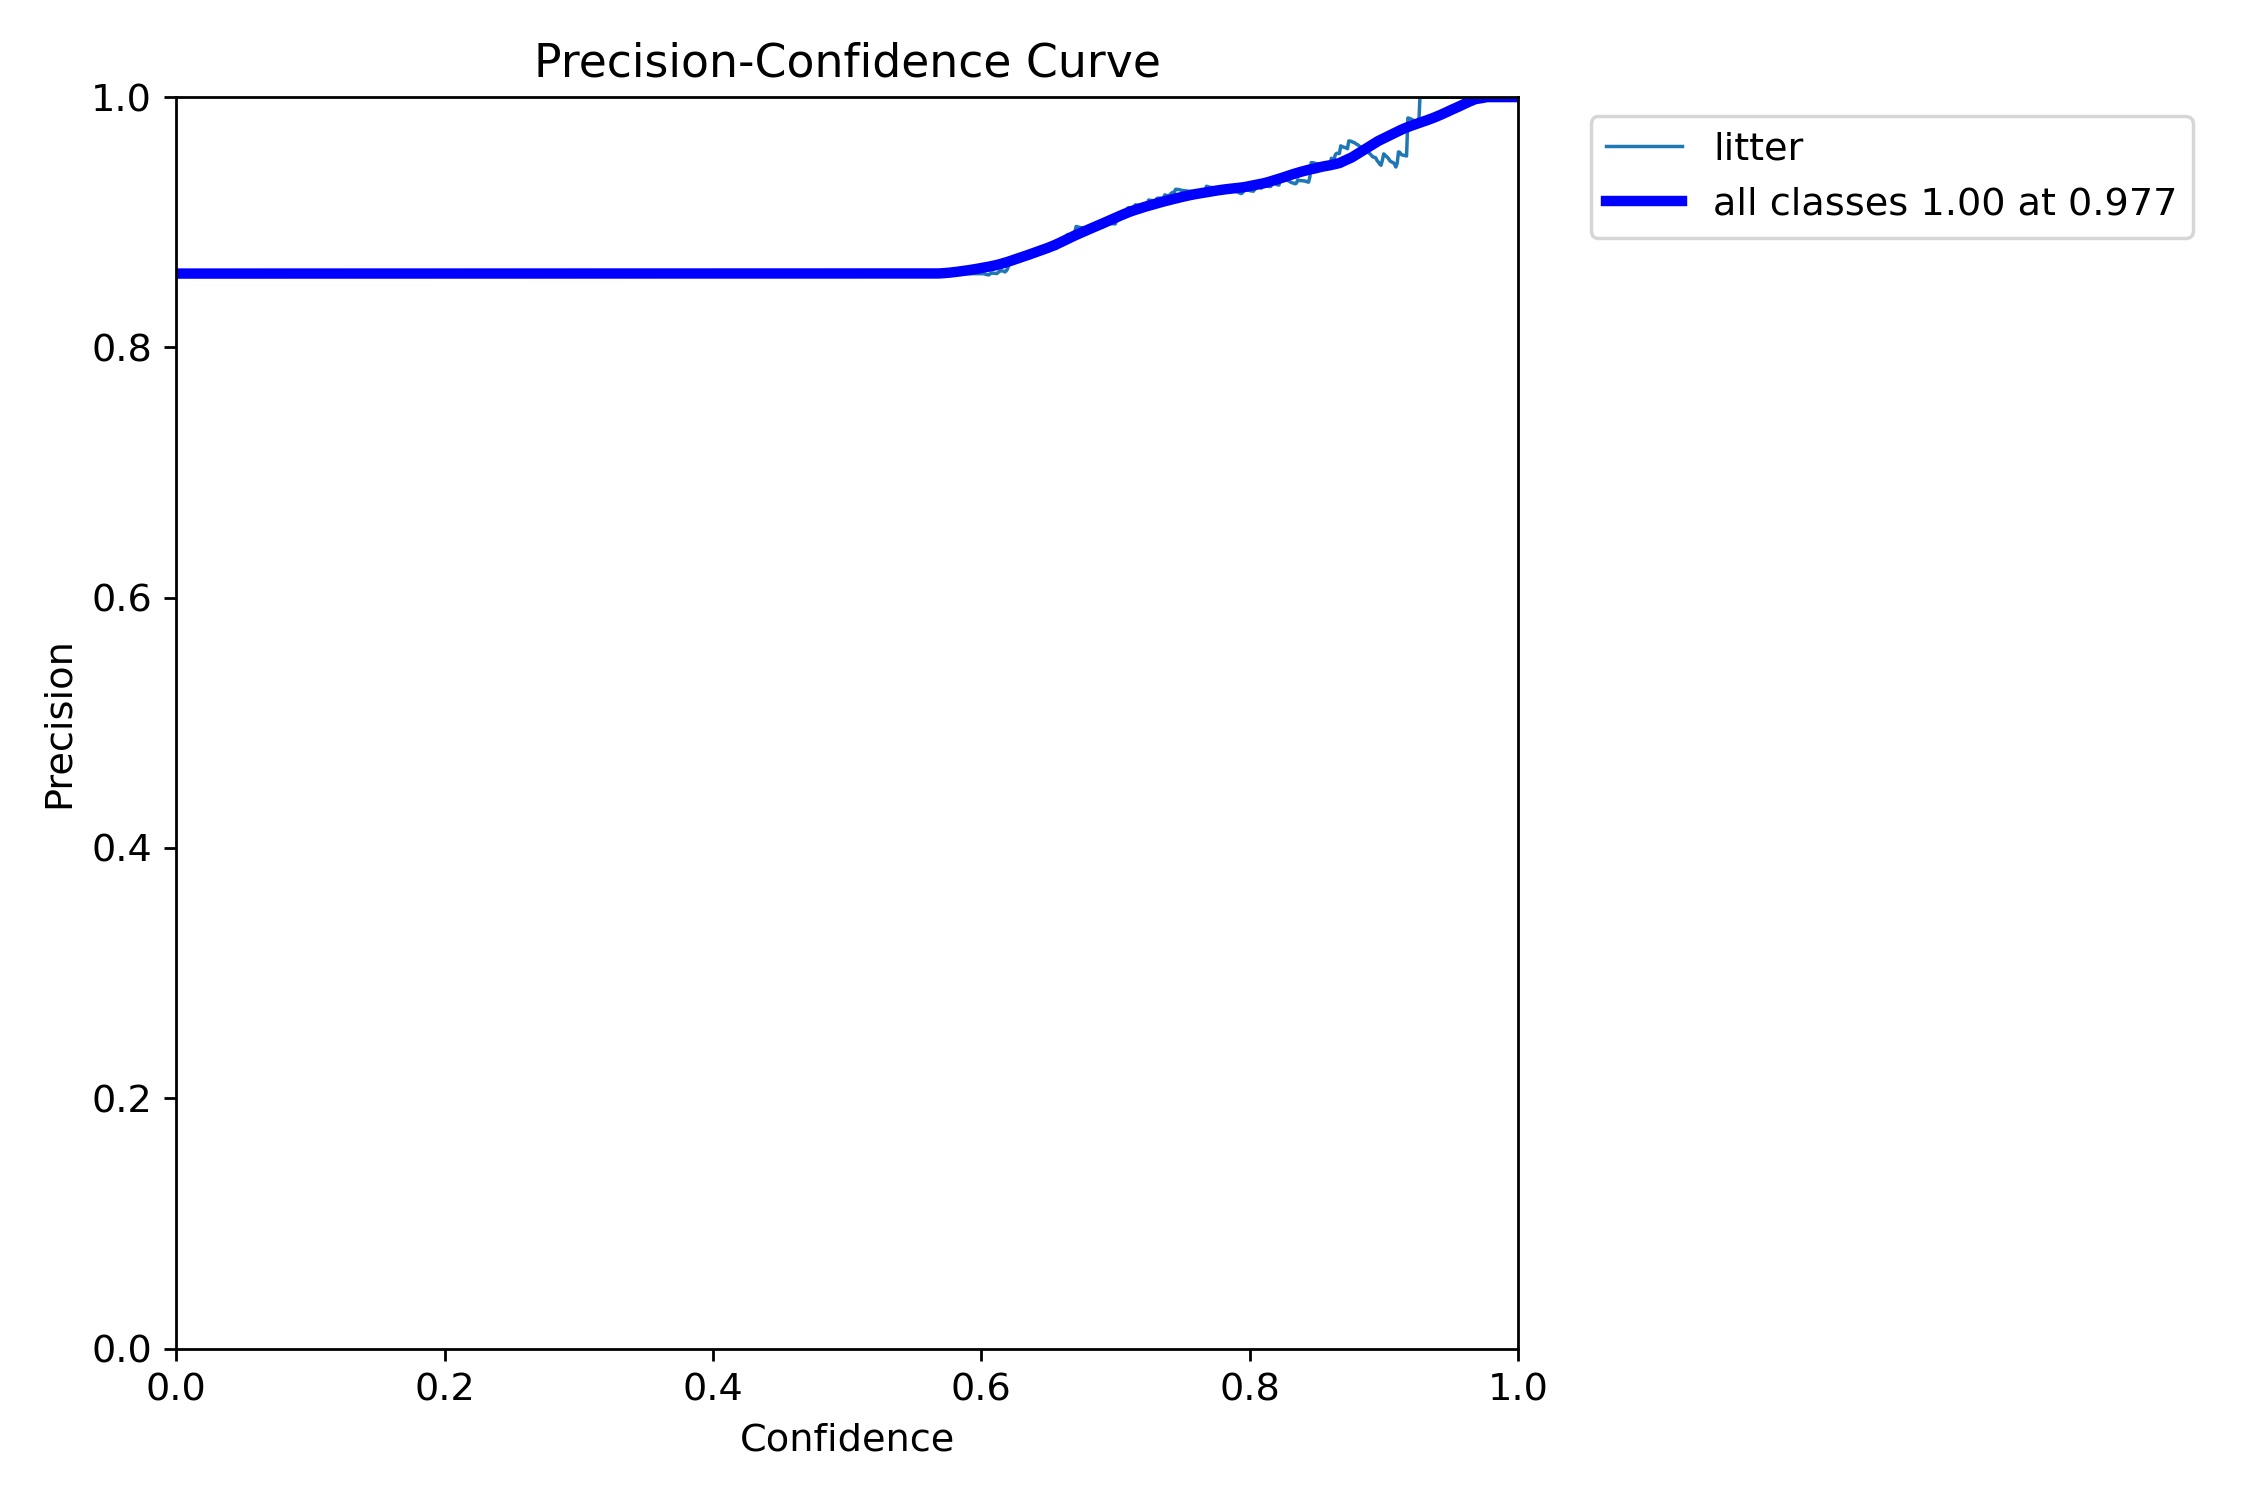 Precision-Confidence Curve
1.0
0.8
0.6
0.4
0.2
0.0
Precision
0.0 0.2 0.4 0.6 0.8 1.0
Confidence
litter
all classes 1.00 at 0.977